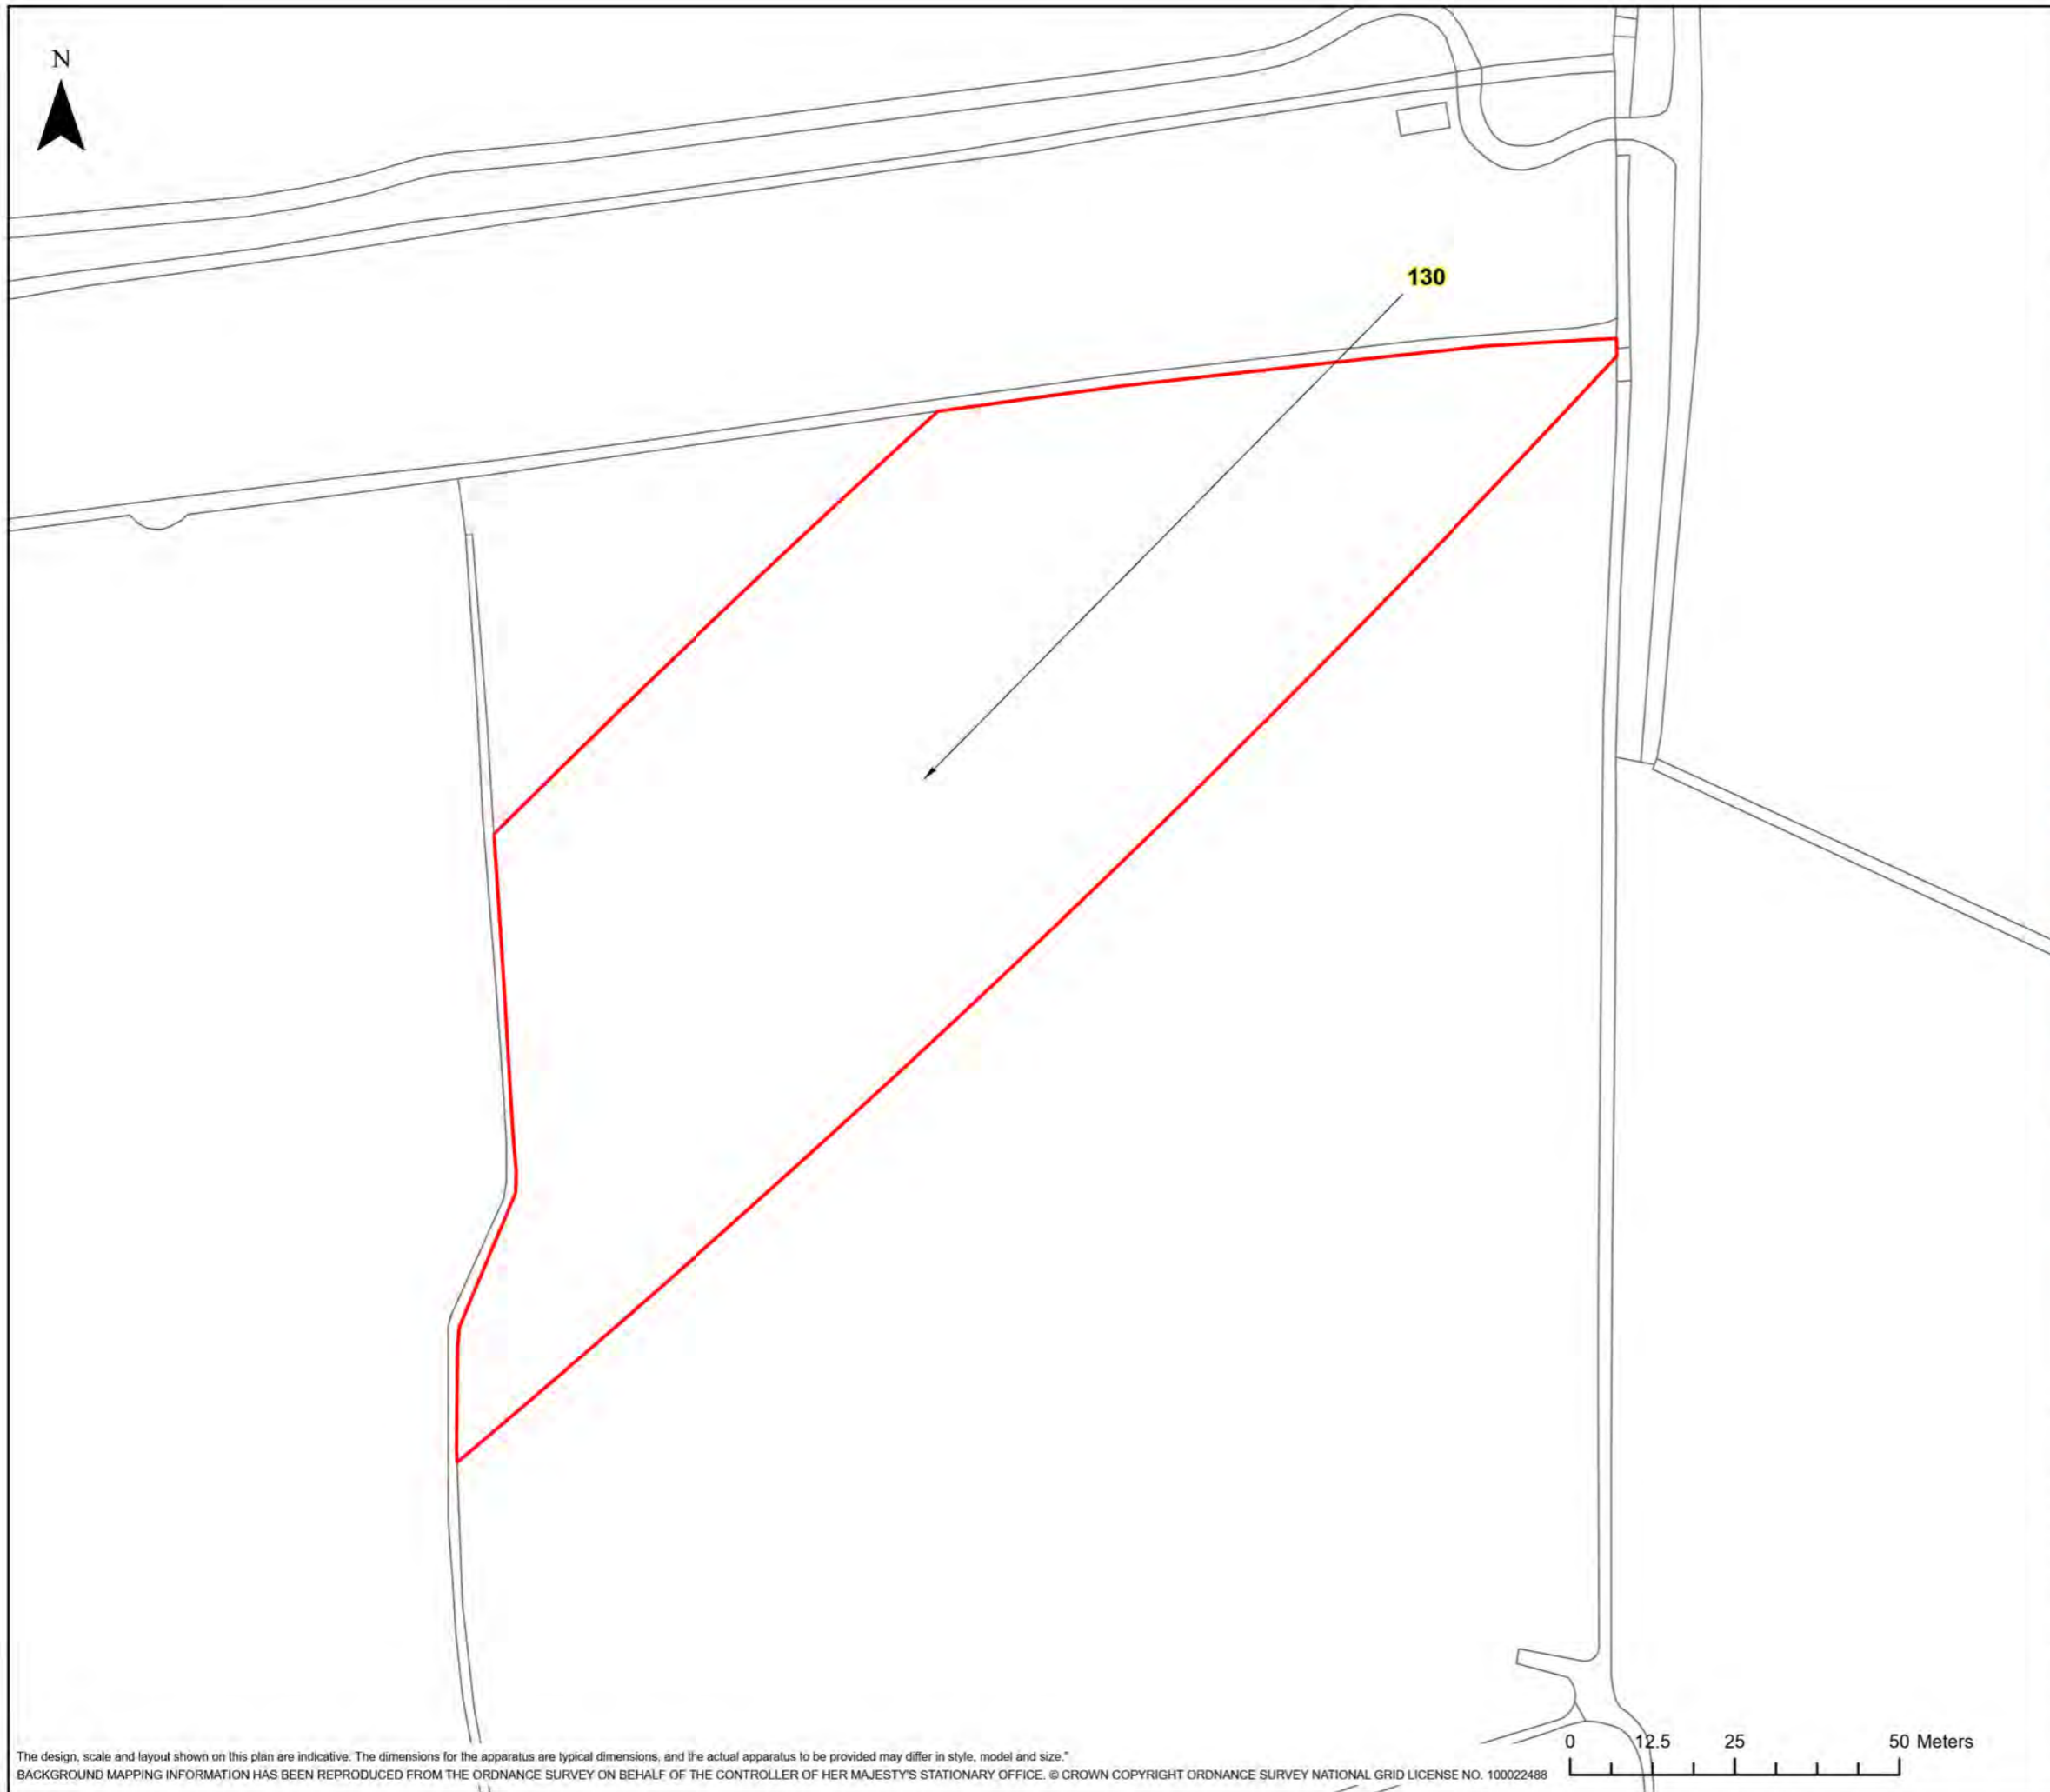 N
130
0 12.5 25 50 Meters
The design, scale and layout shown on this plan are indicative. The dimensions for the apparatus are typical dimensions, and the actual apparatus to be provided may differ in style, model and size."
BACKGROUND MAPPING INFORMATION HAS BEEN REPRODUCED FROM THE ORDNANCE SURVEY ON BEHALF OF THE CONTROLLER OF HER MAJESTY'S STATIONARY OFFICE. © CROWN COPYRIGHT ORDNANCE SURVEY NATIONAL GRID LICENSE NO. 100022488